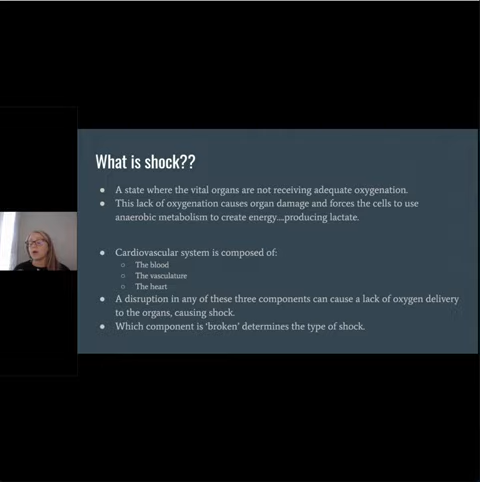 What is shock??
A state where the vital organs are not receiving adequate oxygenation.
This lack of oxygenation causes organ damage and forces the cells to use
anaerobic metabolism to create energy....producing lactate.
Cardiovascular system is composed of:
The blood
The vasculature
The heart
A disruption in any of these three components can cause a lack of oxygen delivery
to the organs, causing shock.
Which component is 'broken' determines the type of shock.